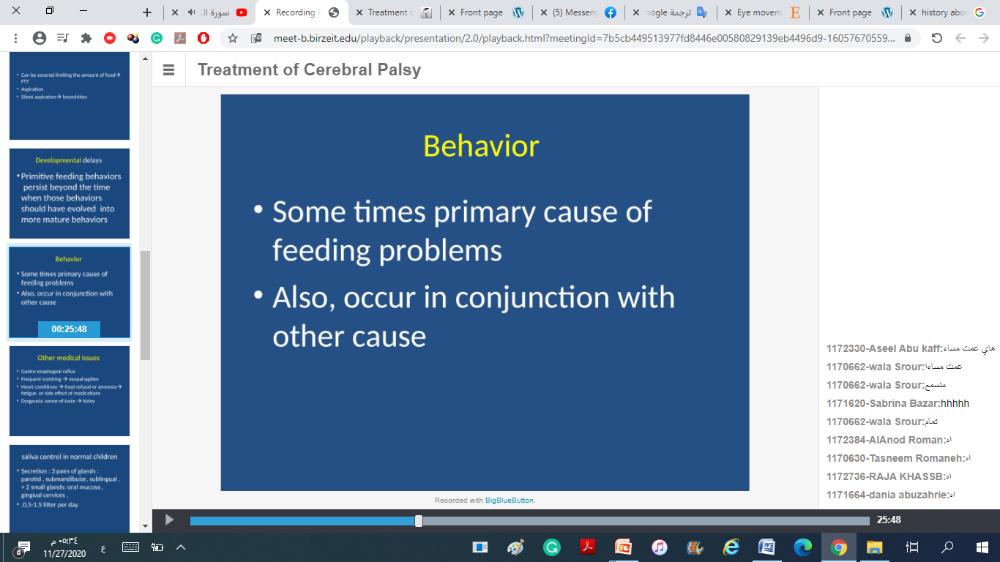 سورة ال
Recording P
Treatment o
Front page
(5) Messeng
ترجمة oogle
Eye movem
Front page
history abou
meet-b.birzeit.edu/playback/presentation/2.0/playback.html?meetingId=7b5cb449513977fd8446e00580829139eb4496d9-16057670559...
Treatment of Cerebral Palsy
• Can be severed limiting the amount of food→
FTT
• Aspiration
• Silent aspiration→ bronchities
Developmental delays
• Primitive feeding behaviors
persist beyond the time
when those behaviors
should have evolved into
more mature behaviors
Behavior
• Some times primary cause of
feeding problems
• Also, occur in conjunction with
other cause
00:25:48
Other medical issues
• Gastro esophageal reflux
• Frequent vomiting → esopahagities
• Heart conditions → food refusal or anorexia→
fatigue or side effect of medications
• Dysgeusia :sense of taste → kidny
saliva control in normal children
• Secretion : 3 pairs of glands :
parotid , submandibular, sublingual .
+ 2 small glands: oral mucosa ,
gingival cervices .
• .0,5-1.5 litter per day
Behavior
• Some times primary cause of
feeding problems
• Also, occur in conjunction with
other cause
Recorded with BigBlueButton.
1172330-Aseel Abu kaff:هاي عمت مساء
1170662-wala Srour:عمت مساءا
1170662-wala Srour:منسمع
1171620-Sabrina Bazar:hhhhh
1170662-wala Srour:تمام
1172384-AlAnod Roman:اه
1170630-Tasneem Romaneh:اه
1172736-RAJA KHASSB:اه
1171664-dania abuzahrie:اه
25:48
٠٥:٣٤ م
11/27/2020
ع